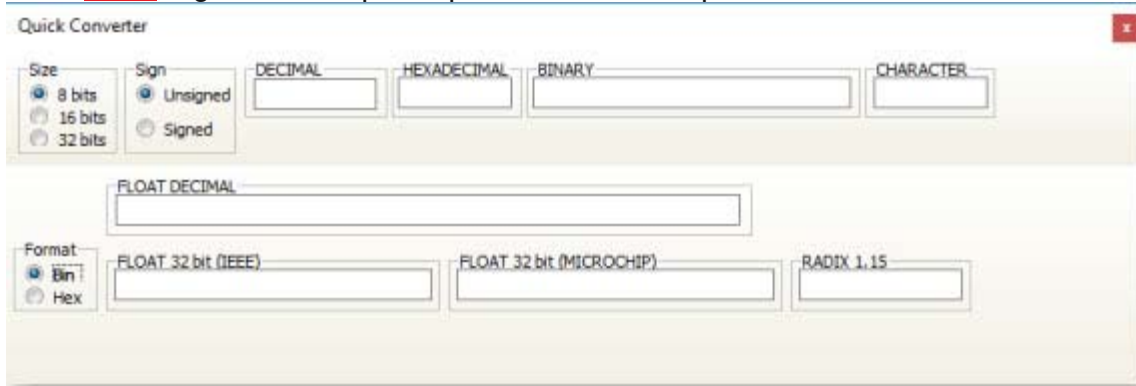 Quick Converter
x
Size
8 bits
16 bits
32 bits
Sign
Unsigned
Signed
DECIMAL
HEXADECIMAL
BINARY
CHARACTER
FLOAT DECIMAL
Format
Bin
Hex
FLOAT 32 bit (IEEE)
FLOAT 32 bit (MICROCHIP)
RADIX 1.15